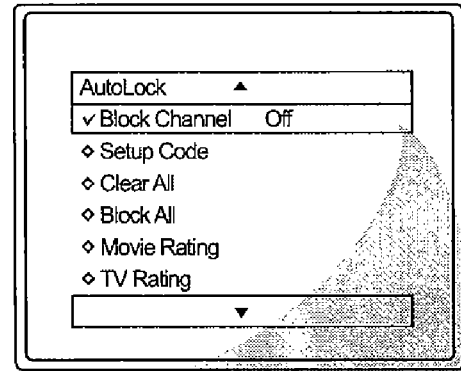 AutoLock ▲
✓ Block Channel Off
◇ Setup Code
◇ Clear All
◇ Block All
◇ Movie Rating
◇ TV Rating
▼